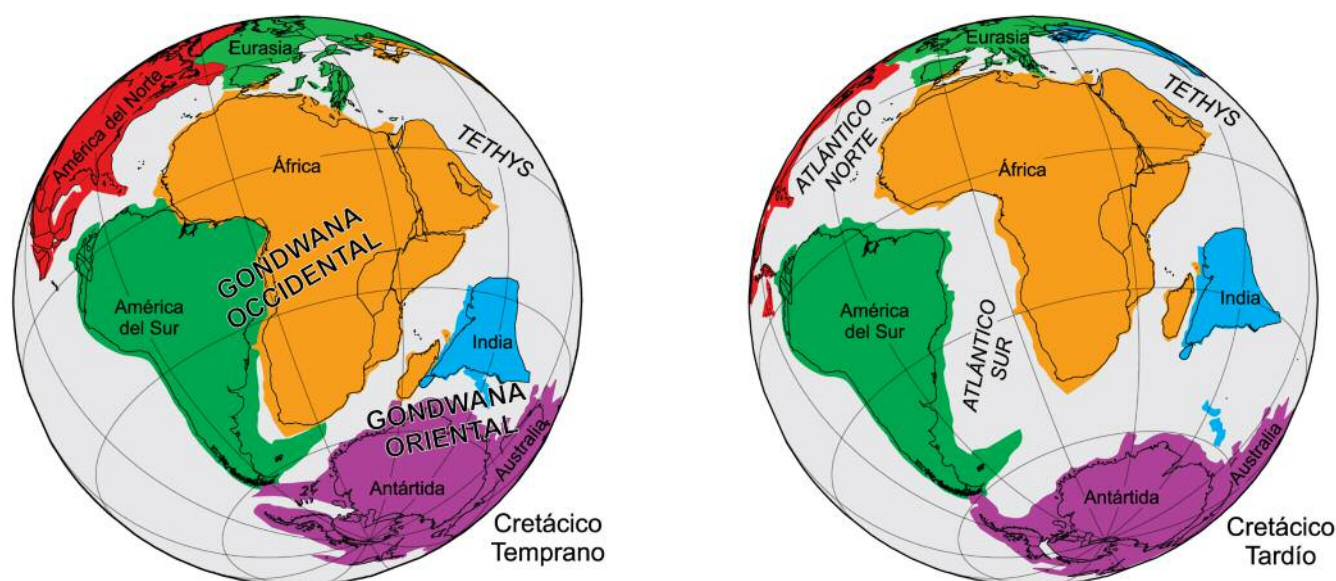 Eurasia
América del Norte
TETHYS
África
GONDWANA
OCCIDENTAL
América
del Sur
India
GONDWANA
ORIENTAL
Australia
Antártida
Cretácico
Temprano
Eurasia
TETHYS
ATLÁNTICO
NORTE
África
América
del Sur
India
ATLÁNTICO
SUR
Australia
Antártida
Cretácico
Tardío